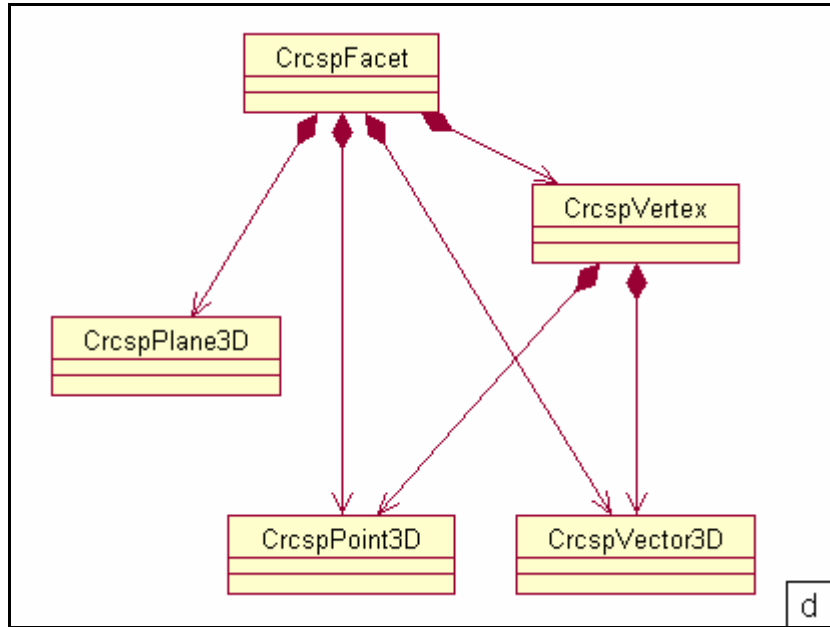 CrcspFacet
CrcspVertex
CrcspPlane3D
CrcspPoint3D
CrcspVector3D
d